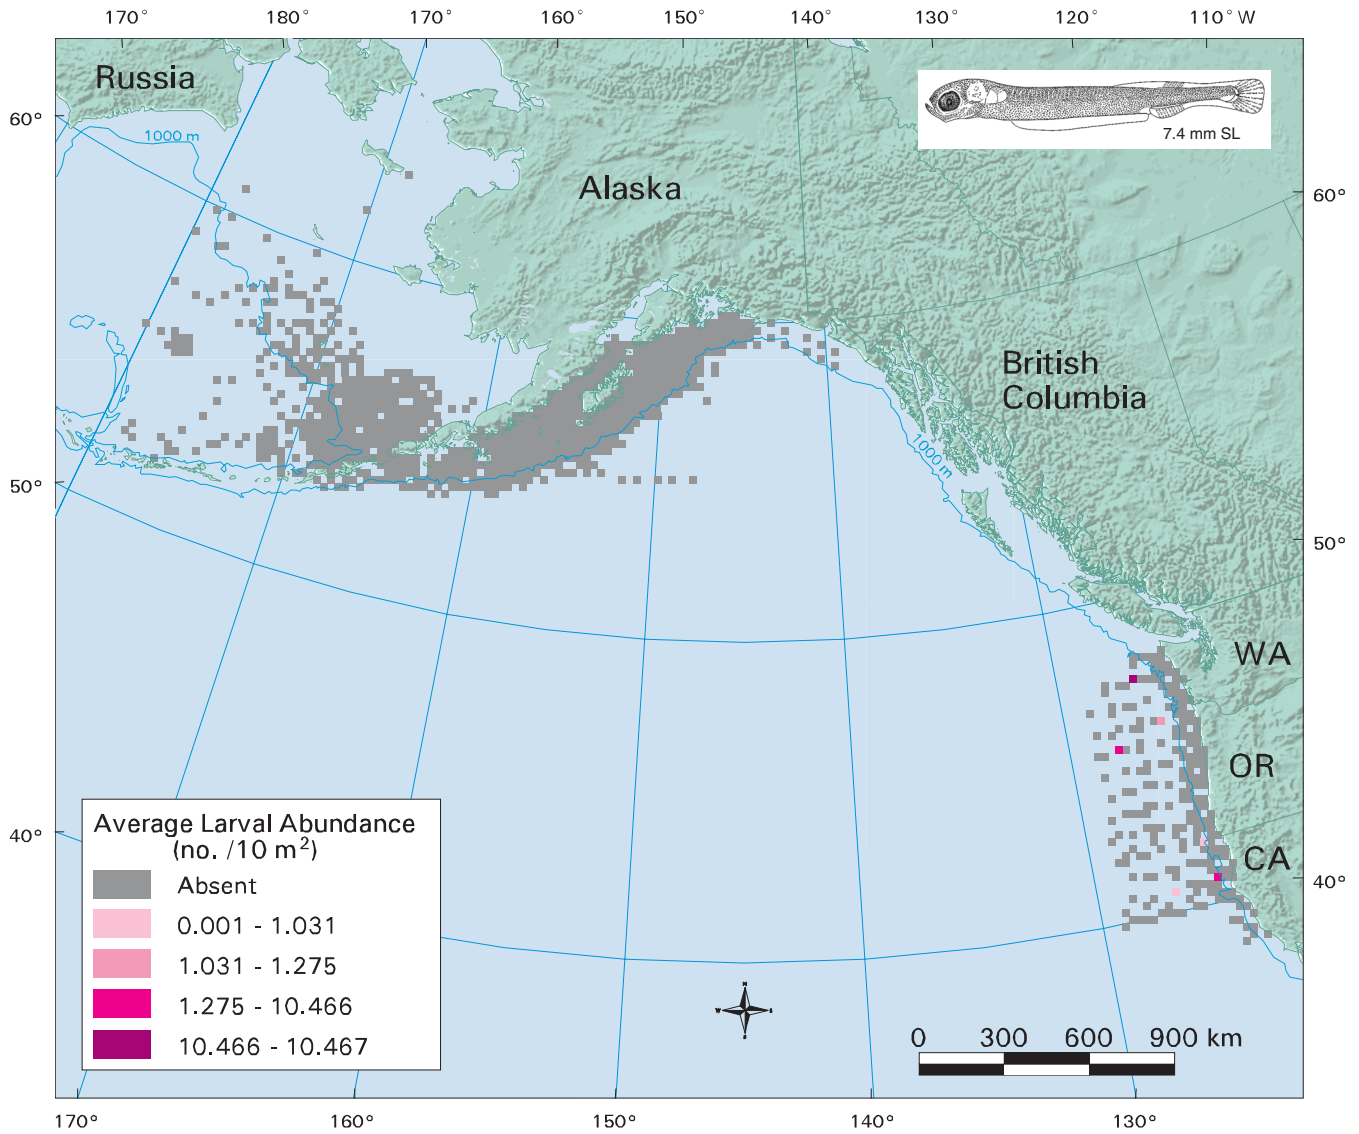 170° 180° 170° 160° 150° 140° 130° 120° 110° W
Russia
1000 m
60°
7.4 mm SL
Alaska
60°
British
Columbia
1000 m
50°
50°
WA
OR
CA
40°
40°
Average Larval Abundance
(no. /10 m²)
Absent
0.001 - 1.031
1.031 - 1.275
1.275 - 10.466
10.466 - 10.467
N
W
S
0 300 600 900 km
170° 160° 150° 140° 130°